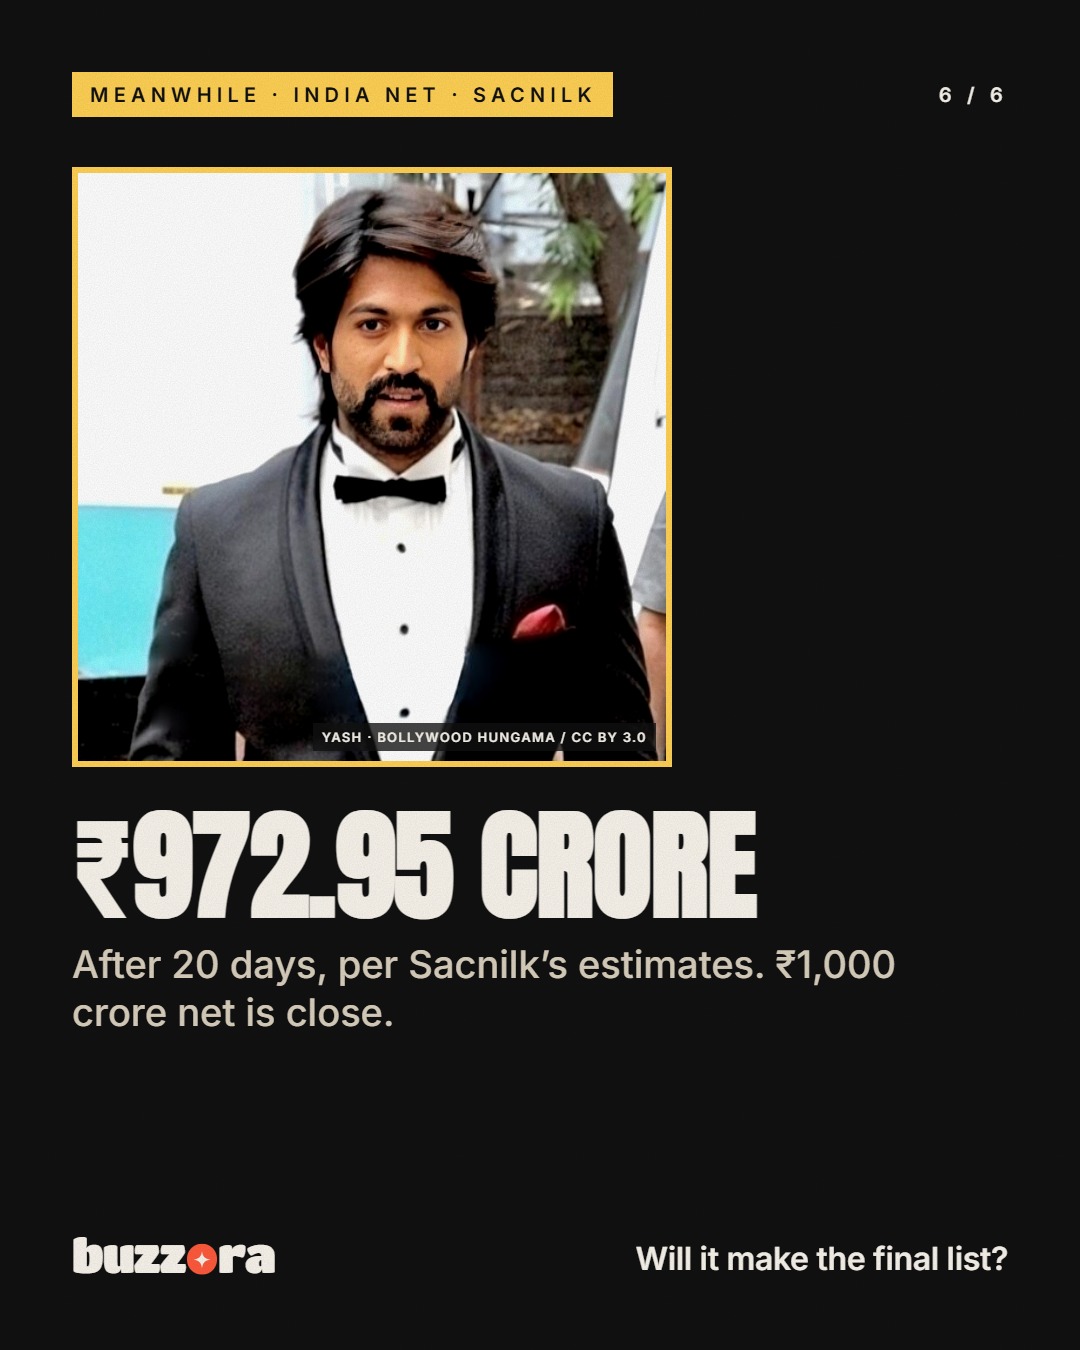 MEANWHILE · INDIA NET · SACNILK
6 / 6
YASH · BOLLYWOOD HUNGAMA / CC BY 3.0
₹972.95 CRORE
After 20 days, per Sacnilk’s estimates. ₹1,000
crore net is close.
buzzora
Will it make the final list?